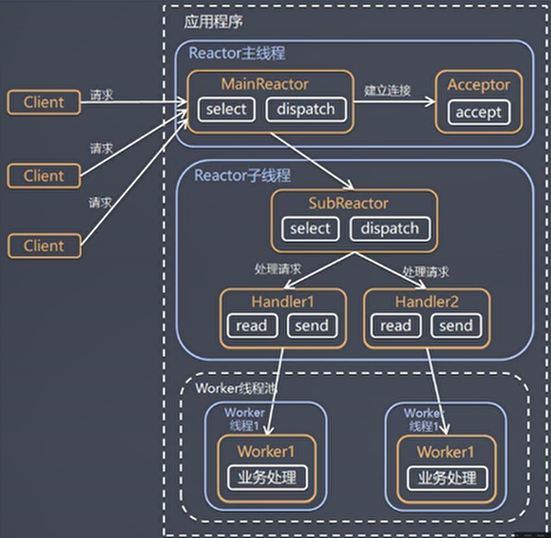 应用程序
Reactor主线程
MainReactor
select
dispatch
建立连接
Acceptor
accept
Client
请求
Client
请求
Client
请求
Reactor子线程
SubReactor
select
dispatch
处理请求
处理请求
Handler1
read
send
Handler2
read
send
Worker线程池
Worker
线程1
Worker1
业务处理
Worker
线程1
Worker1
业务处理